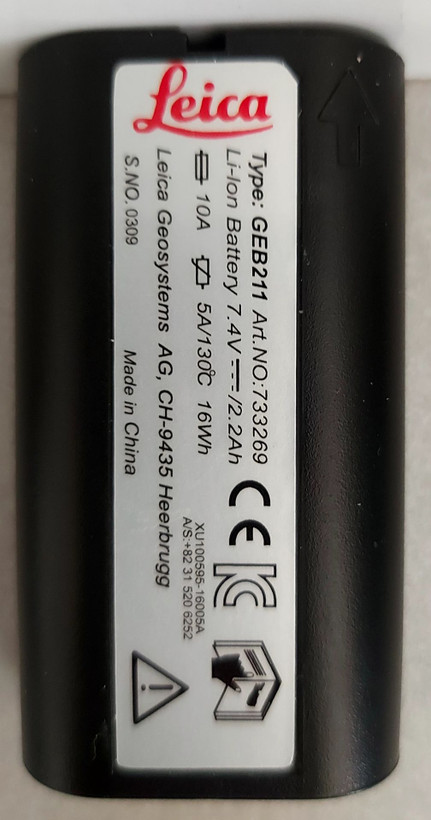 Leica
Type: GEB211 Art.NO:733269
Li-Ion Battery 7.4V⎓/2.2Ah
10A 5A/130℃ 16Wh
Leica Geosystems AG, CH-9435 Heerbrugg
S.NO. 0309 Made in China
CE
XU100595-16005A
A/S:+82 31 520 6252